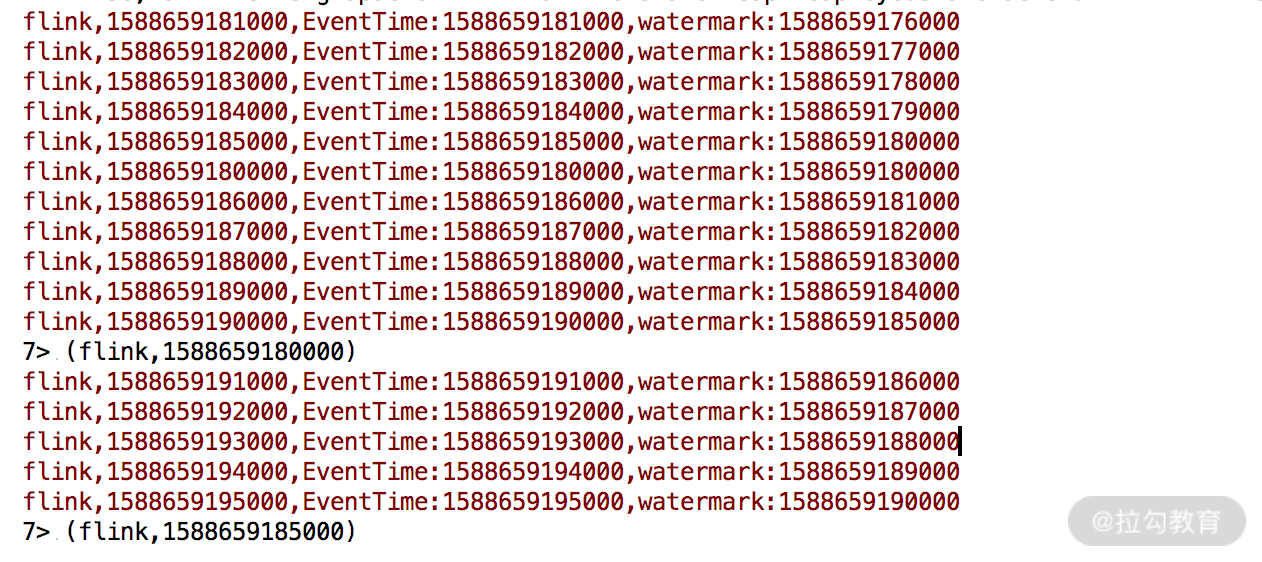 flink,1588659181000,EventTime:1588659181000,watermark:1588659176000
flink,1588659182000,EventTime:1588659182000,watermark:1588659177000
flink,1588659183000,EventTime:1588659183000,watermark:1588659178000
flink,1588659184000,EventTime:1588659184000,watermark:1588659179000
flink,1588659185000,EventTime:1588659185000,watermark:1588659180000
flink,1588659180000,EventTime:1588659180000,watermark:1588659180000
flink,1588659186000,EventTime:1588659186000,watermark:1588659181000
flink,1588659187000,EventTime:1588659187000,watermark:1588659182000
flink,1588659188000,EventTime:1588659188000,watermark:1588659183000
flink,1588659189000,EventTime:1588659189000,watermark:1588659184000
flink,1588659190000,EventTime:1588659190000,watermark:1588659185000
7> (flink,1588659180000)
flink,1588659191000,EventTime:1588659191000,watermark:1588659186000
flink,1588659192000,EventTime:1588659192000,watermark:1588659187000
flink,1588659193000,EventTime:1588659193000,watermark:1588659188000
flink,1588659194000,EventTime:1588659194000,watermark:1588659189000
flink,1588659195000,EventTime:1588659195000,watermark:1588659190000
7> (flink,1588659185000)
@拉勾教育